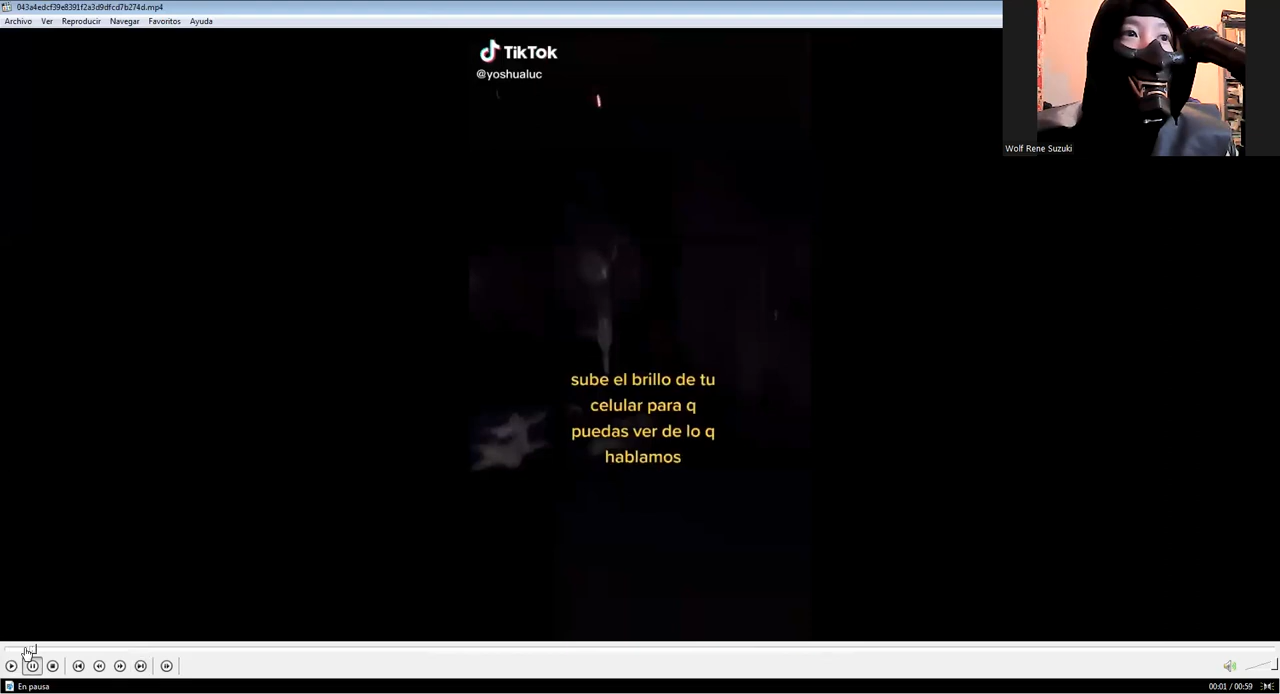 043a4edcf39e8391f2a3d9dfcd7b274d.mp4
Archivo Ver Reproducir Navegar Favoritos Ayuda
TikTok
@yoshualuc
Wolf Rene Suzuki
sube el brillo de tu
celular para q
puedas ver de lo q
hablamos
En pausa
00:01 / 00:59